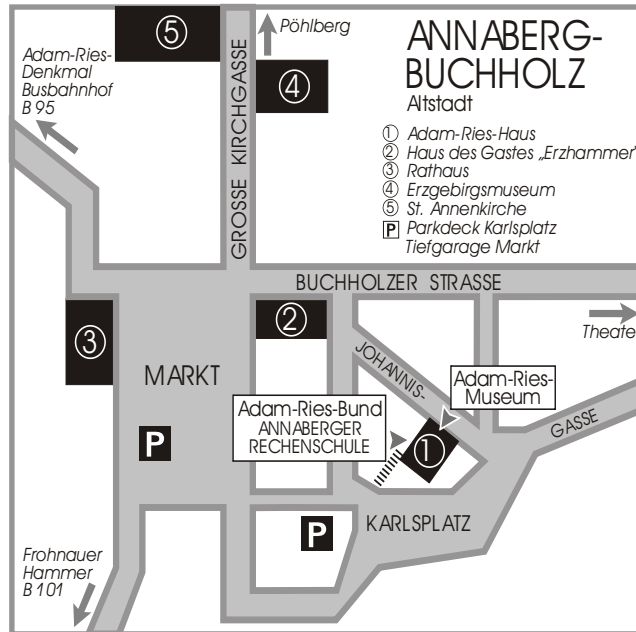 ANNABERG-
BUCHHOLZ
Altstadt
① Adam-Ries-Haus
② Haus des Gastes „Erzhammer“
③ Rathaus
④ Erzgebirgsmuseum
⑤ St. Annenkirche
P Parkdeck Karlsplatz
Tiefgarage Markt
⑤
Pöhlberg
Adam-Ries-
Denkmal
Busbahnhof
B 95
④
GROSSE KIRCHGASSE
BUCHHOLZER STRASSE
②
③
Theater
MARKT
JOHANNIS-
GASSE
Adam-Ries-
Museum
Adam-Ries-Bund
ANNABERGER
RECHENSCHULE
①
P
P
KARLSPLATZ
Frohnauer
Hammer
B 101